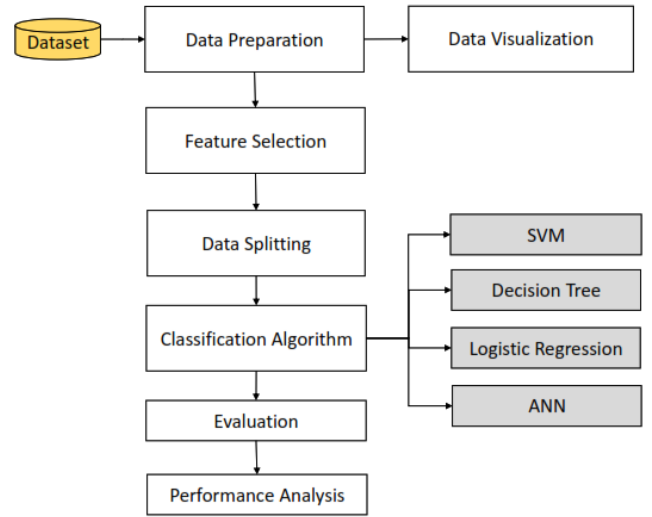 Dataset
Data Preparation
Data Visualization
Feature Selection
Data Splitting
SVM
Decision Tree
Classification Algorithm
Logistic Regression
ANN
Evaluation
Performance Analysis